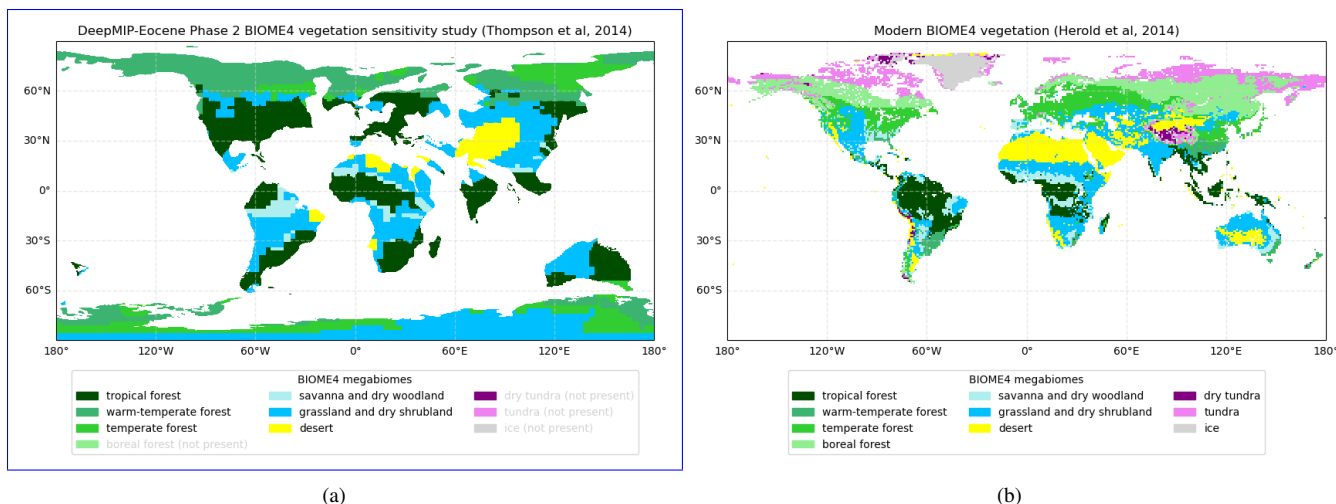 DeepMIP-Eocene Phase 2 BIOME4 vegetation sensitivity study (Thompson et al, 2014)
60°N
30°N
0°
30°S
60°S
180° 120°W 60°W 0° 60°E 120°E 180°
BIOME4 megabiomes
tropical forest savanna and dry woodland dry tundra (not present)
warm-temperate forest grassland and dry shrubland tundra (not present)
temperate forest desert ice (not present)
boreal forest (not present)
(a)
Modern BIOME4 vegetation (Herold et al, 2014)
60°N
30°N
0°
30°S
60°S
180° 120°W 60°W 0° 60°E 120°E 180°
BIOME4 megabiomes
tropical forest savanna and dry woodland dry tundra
warm-temperate forest grassland and dry shrubland tundra
temperate forest desert ice
boreal forest
(b)